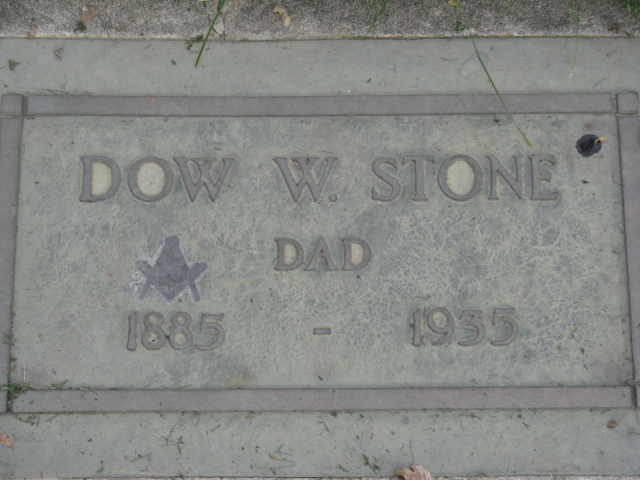 DOW W. STONE
DAD
1885 - 1935